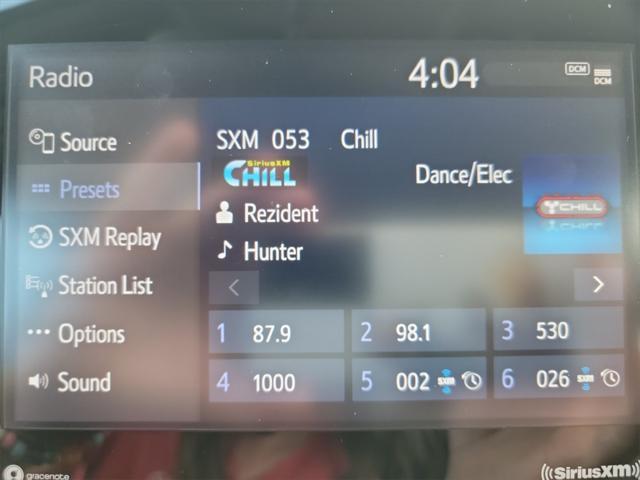 Radio 4:04 DCM DCM
Source
Presets
SXM Replay
Station List
Options
Sound
SXM 053 Chill
SiriusXM
CHILL
Dance/Elec
CHILL
Rezident
Hunter
1 87.9 2 98.1 3 530
4 1000 5 002 SXM 6 026 SXM
gracenote SiriusXM